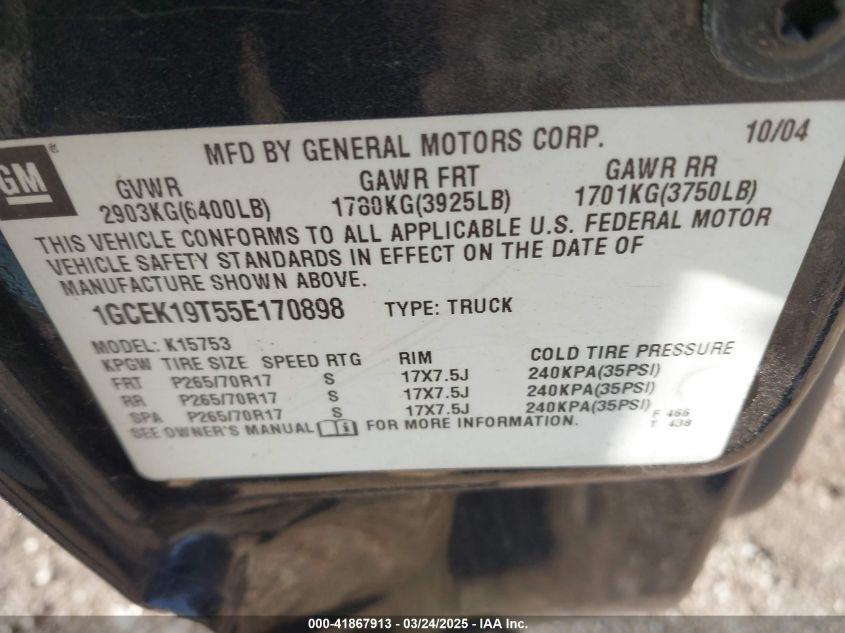 GM
MFD BY GENERAL MOTORS CORP. 10/04
GVWR GAWR FRT GAWR RR
2903KG(6400LB) 1780KG(3925LB) 1701KG(3750LB)
THIS VEHICLE CONFORMS TO ALL APPLICABLE U.S. FEDERAL MOTOR
VEHICLE SAFETY STANDARDS IN EFFECT ON THE DATE OF
MANUFACTURE SHOWN ABOVE.
1GCEK19T55E170898 TYPE: TRUCK
MODEL: K15753
KPGW TIRE SIZE SPEED RTG RIM COLD TIRE PRESSURE
FRT P265/70R17 S 17X7.5J 240KPA(35PSI)
RR P265/70R17 S 17X7.5J 240KPA(35PSI)
SPA P265/70R17 S 17X7.5J 240KPA(35PSI)
SEE OWNER'S MANUAL FOR MORE INFORMATION.
F 466
T 438
000-41867913 - 03/24/2025 - IAA Inc.